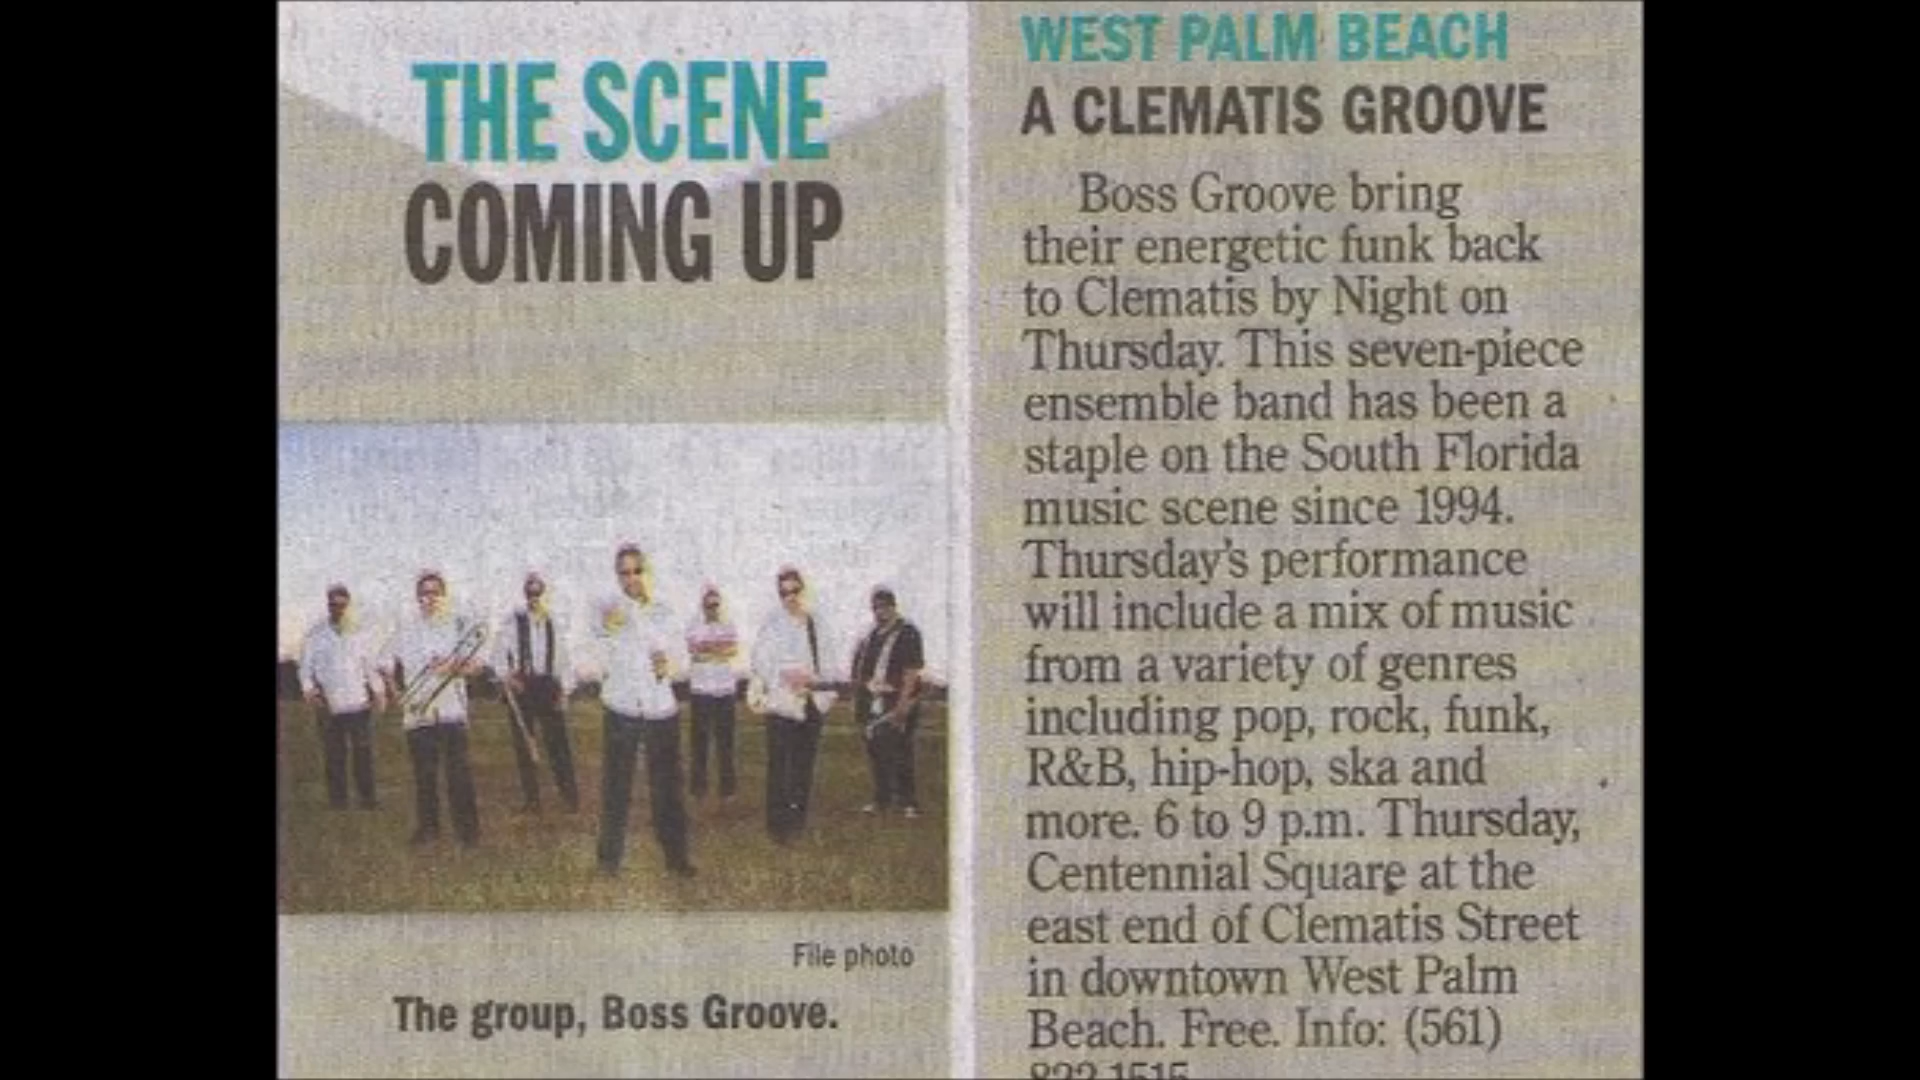 THE SCENE
COMING UP
File photo
The group, Boss Groove.
WEST PALM BEACH
A CLEMATIS GROOVE
Boss Groove bring
their energetic funk back
to Clematis by Night on
Thursday. This seven-piece
ensemble band has been a
staple on the South Florida
music scene since 1994.
Thursday's performance
will include a mix of music
from a variety of genres
including pop, rock, funk,
R&B, hip-hop, ska and
more. 6 to 9 p.m. Thursday,
Centennial Square at the
east end of Clematis Street
in downtown West Palm
Beach. Free. Info: (561)
822-1515